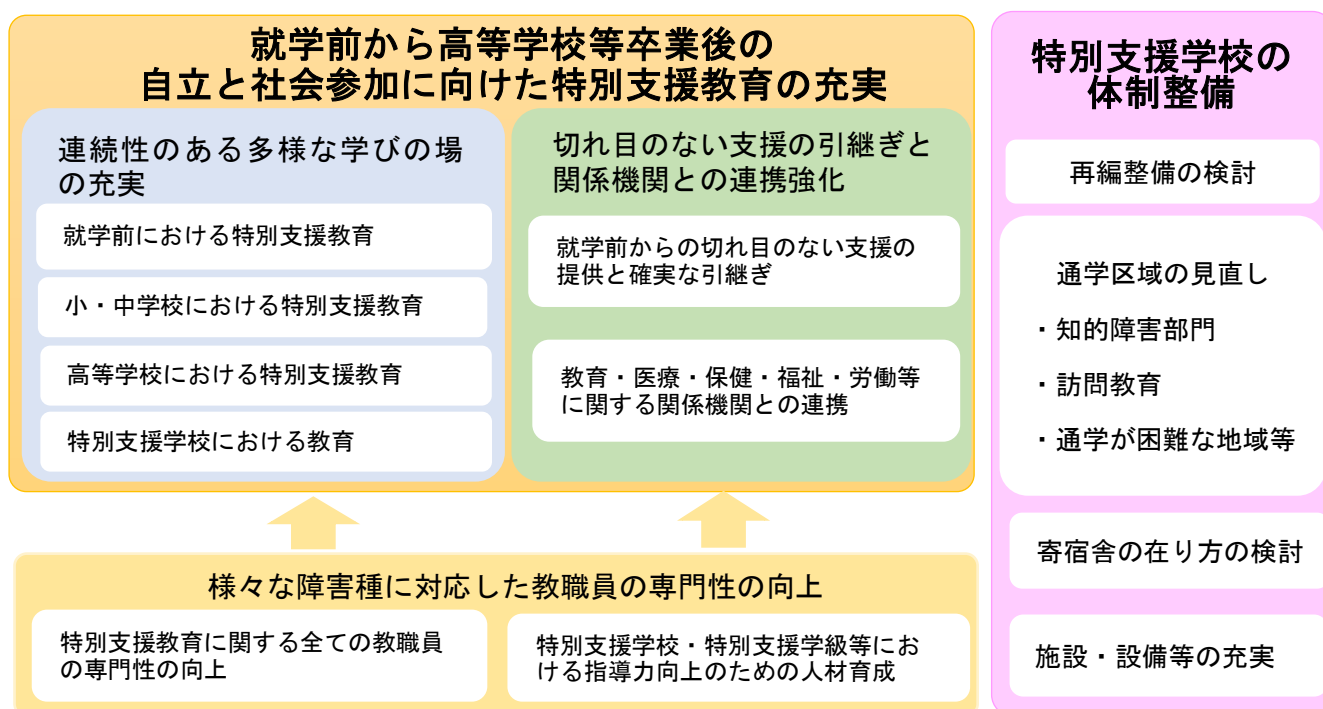 就学前から高等学校等卒業後の
自立と社会参加に向けた特別支援教育の充実
連続性のある多様な学びの場
の充実
就学前における特別支援教育
小・中学校における特別支援教育
高等学校における特別支援教育
特別支援学校における教育
切れ目のない支援の引継ぎと
関係機関との連携強化
就学前からの切れ目のない支援の
提供と確実な引継ぎ
教育・医療・保健・福祉・労働等
に関する関係機関との連携
様々な障害種に対応した教職員の専門性の向上
特別支援教育に関する全ての教職員
の専門性の向上
特別支援学校・特別支援学級等にお
ける指導力向上のための人材育成
特別支援学校の
体制整備
再編整備の検討
通学区域の見直し
・知的障害部門
・訪問教育
・通学が困難な地域等
寄宿舎の在り方の検討
施設・設備等の充実